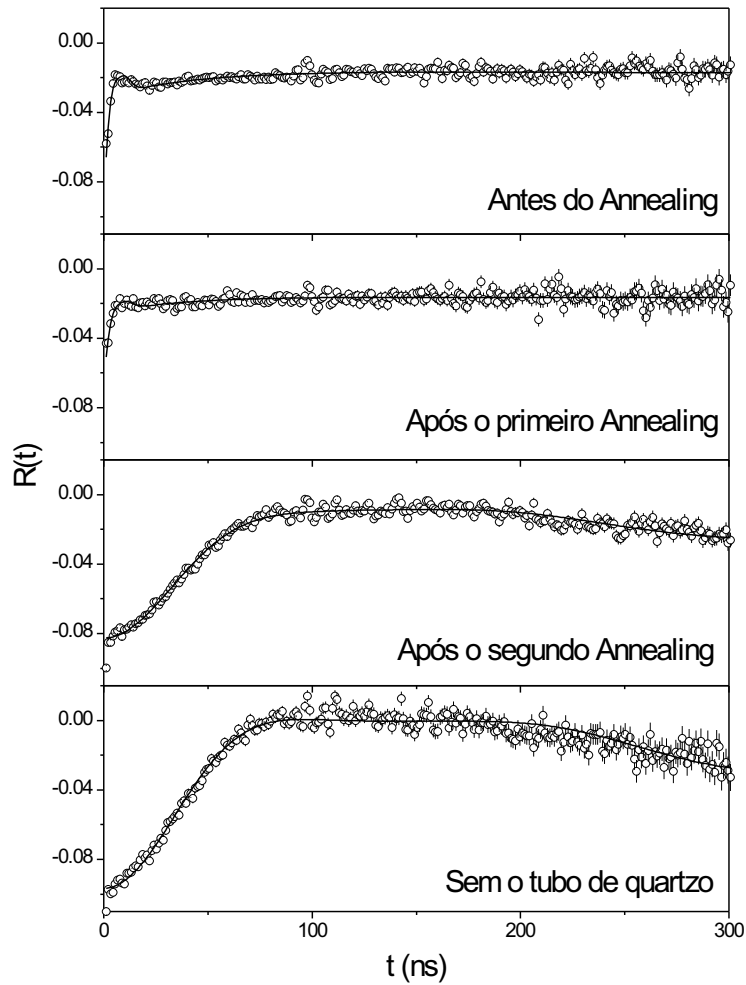 0.00
-0.04
-0.08
Antes do Annealing
0.00
-0.04
-0.08
Após o primeiro Annealing
R(t)
0.00
-0.04
-0.08
Após o segundo Annealing
0.00
-0.04
-0.08
Sem o tubo de quartzo
0 100 200 300
t (ns)